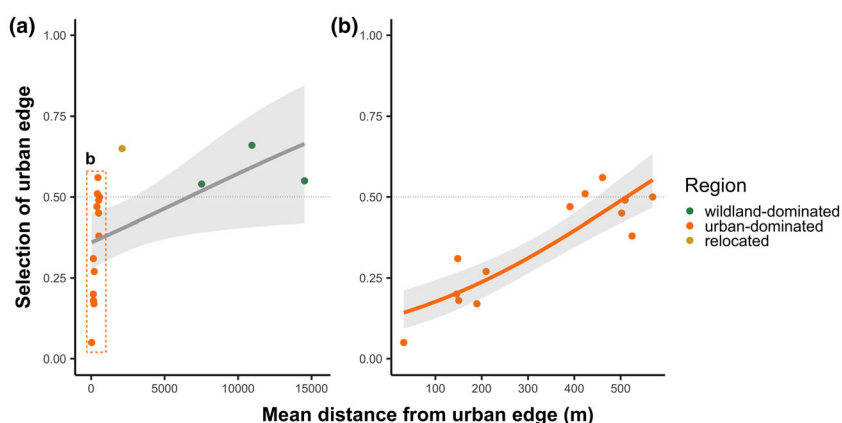 (a)
(b)
Selection of urban edge
1.00
0.75
0.50
0.25
0.00
b
0
5000
10000
15000
1.00
0.75
0.50
0.25
0.00
100
200
300
400
500
Mean distance from urban edge (m)
Region
wildland-dominated
urban-dominated
relocated